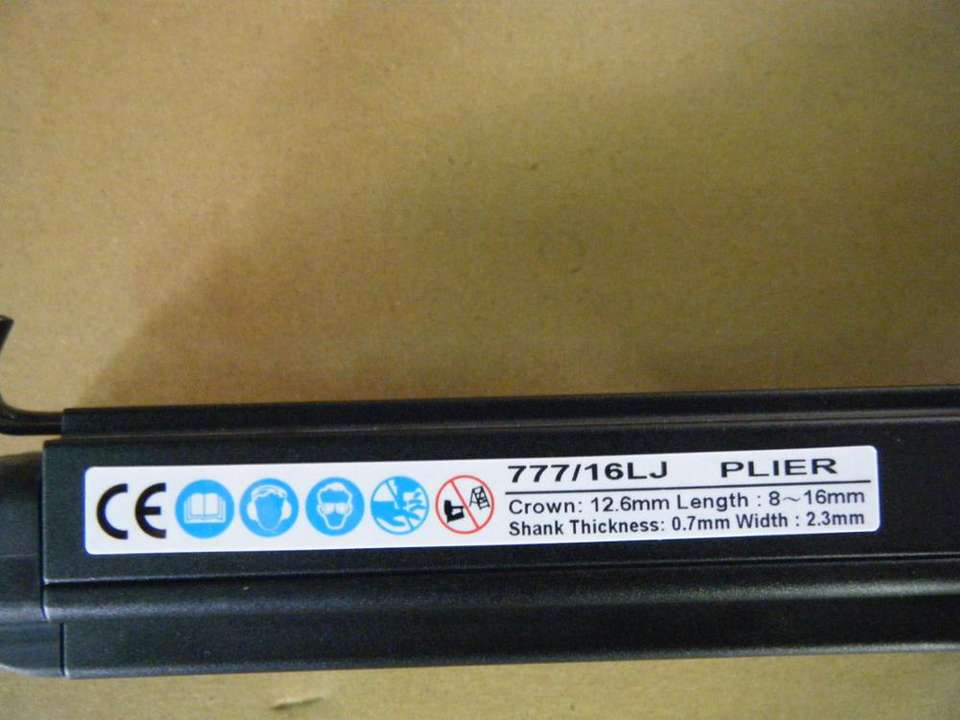 CE
777/16LJ PLIER
Crown: 12.6mm Length : 8~16mm
Shank Thickness: 0.7mm Width : 2.3mm